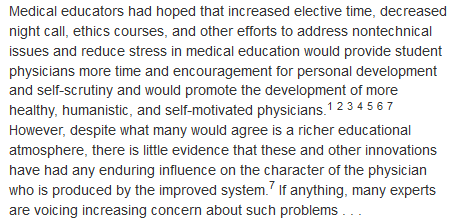 Medical educators had hoped that increased elective time, decreased
night call, ethics courses, and other efforts to address nontechnical
issues and reduce stress in medical education would provide student
physicians more time and encouragement for personal development
and self-scrutiny and would promote the development of more
healthy, humanistic, and self-motivated physicians.1 2 3 4 5 6 7
However, despite what many would agree is a richer educational
atmosphere, there is little evidence that these and other innovations
have had any enduring influence on the character of the physician
who is produced by the improved system.7 If anything, many experts
are voicing increasing concern about such problems . . .